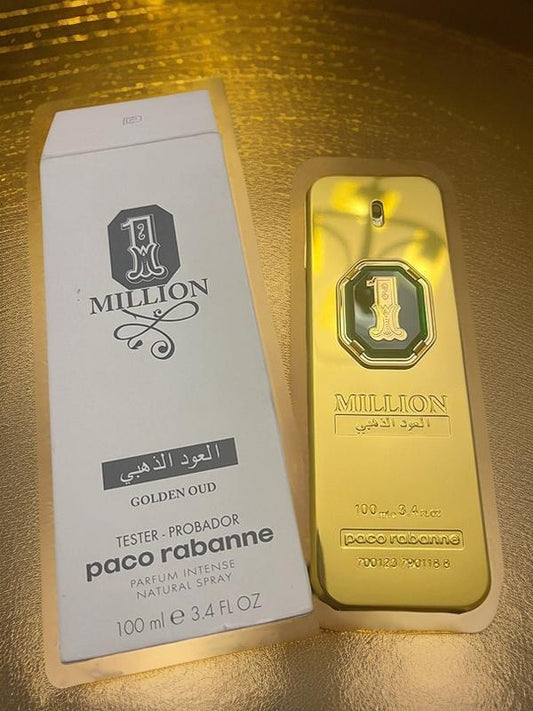 1
MILLION
العود الذهبي
GOLDEN OUD
TESTER - PROBADOR
paco rabanne
PARFUM INTENSE
NATURAL SPRAY
100 ml e 3.4 FL OZ
1
MILLION
العود الذهبي
100 ml e 3.4 fl oz
paco rabanne
700123 790118 8